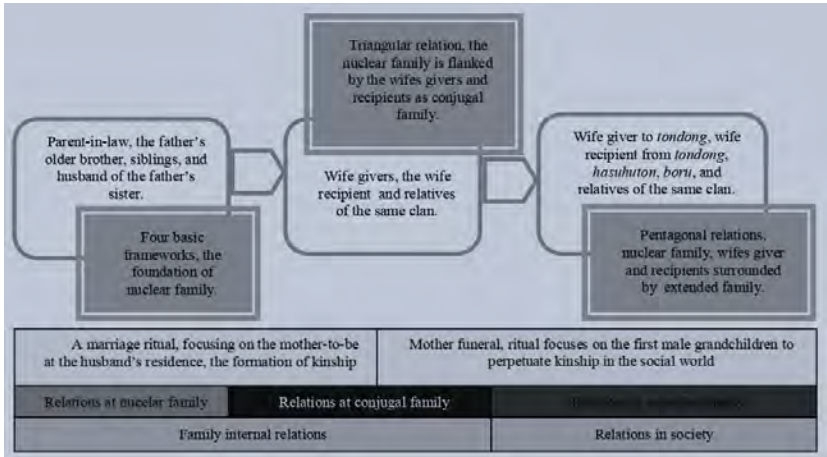 Triangular relation, the
nuclear family is flanked
by the wifes givers and
recipients as conjugal
family.
Parent-in-law, the father's
older brother, siblings, and
husband of the father's
sister.
Four basic
frameworks, the
foundation of
nuclear family.
Wife givers, the wife
recipient and relatives
of the same clan.
Wife giver to tondong, wife
recipient from tondong,
hasuhuton, boru, and
relatives of the same clan.
Pentagonal relations,
nuclear family, wifes giver
and recipients surrounded
by extended family.
A marriage ritual, focusing on the mother-to-be
at the husband's residence, the formation of kinship
Mother funeral, ritual focuses on the first male grandchildren to
perpetuate kinship in the social world
Relations at nucelar family
Relations at conjugal family
Family internal relations
Relations in society